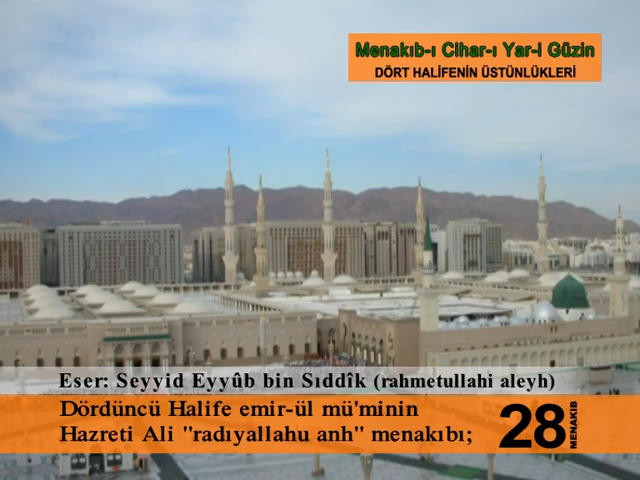 Menakıb-ı Cihar-ı Yar-i Güzin
DÖRT HALİFENİN ÜSTÜNLÜKLERİ
Eser: Seyyid Eyyûb bin Sıddîk (rahmetullahi aleyh)
Dördüncü Halife emir-ül mü'minin
Hazreti Ali "radıyallahu anh" menakıbı;
28
MENAKIB